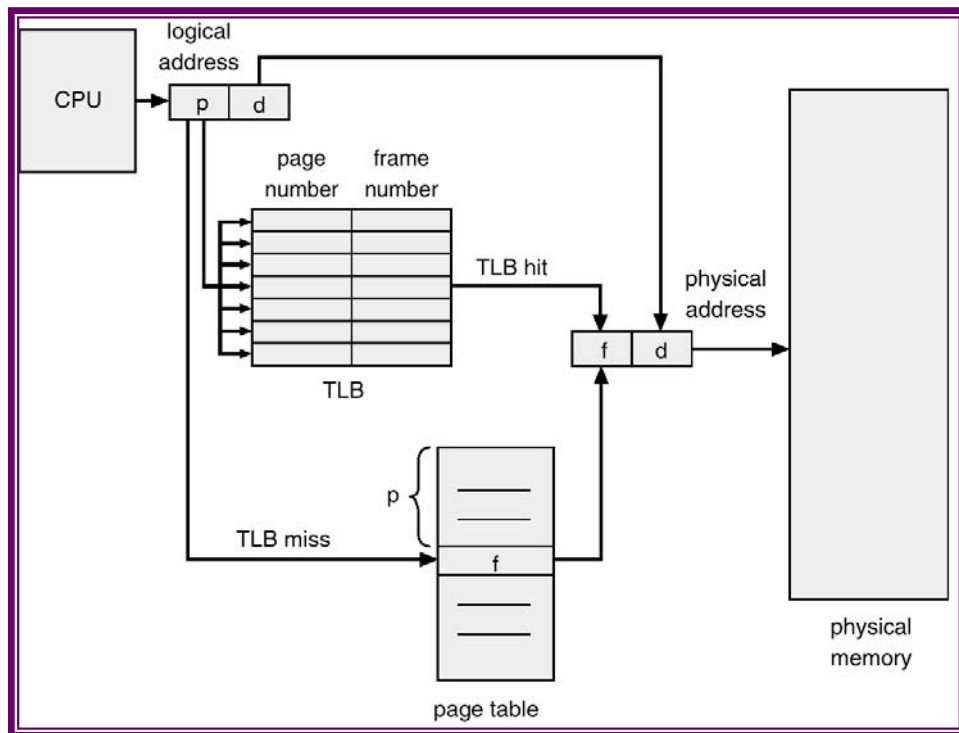 logical
address
CPU
p
d
page
number
frame
number
TLB hit
physical
address
f
d
TLB
p
TLB miss
f
physical
memory
page table